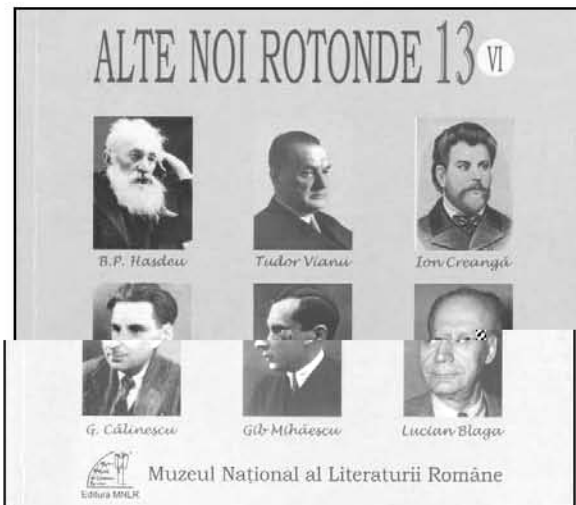 ALTE NOI ROTONDE 13 VI
B.P. Hasdeu Tudor Vianu Ion Creangă
G. Călinescu Gib Mihăescu Lucian Blaga
Muzeul Național al Literaturii Române
Editura MNLR